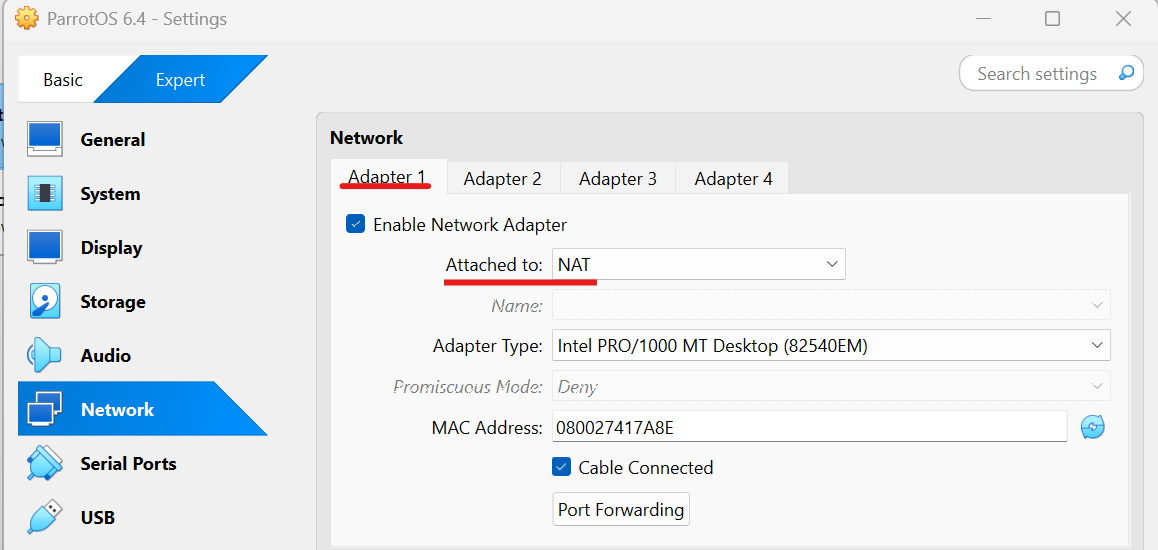 ParrotOS 6.4 - Settings
Basic
Expert
Search settings
General
System
Display
Storage
Audio
Network
Serial Ports
USB
Network
Adapter 1
Adapter 2
Adapter 3
Adapter 4
Enable Network Adapter
Attached to: NAT
Name:
Adapter Type: Intel PRO/1000 MT Desktop (82540EM)
Promiscuous Mode: Deny
MAC Address: 080027417A8E
Cable Connected
Port Forwarding